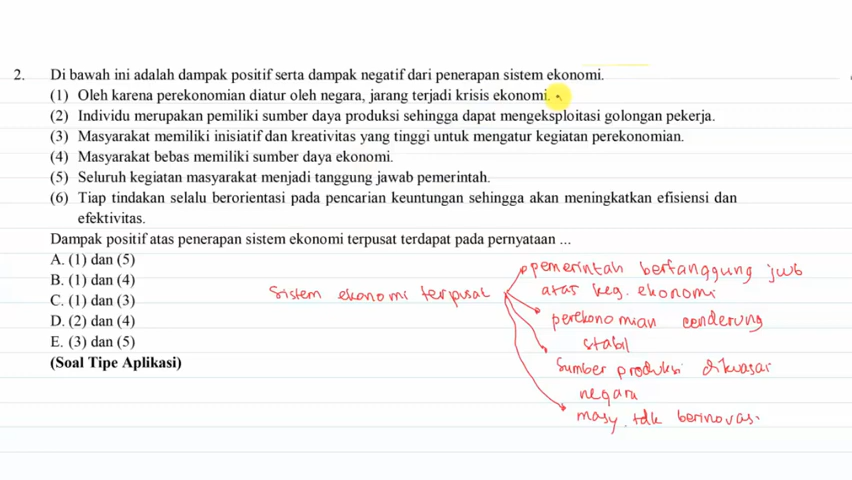 2. Di bawah ini adalah dampak positif serta dampak negatif dari penerapan sistem ekonomi.
(1) Oleh karena perekonomian diatur oleh negara, jarang terjadi krisis ekonomi.
(2) Individu merupakan pemiliki sumber daya produksi sehingga dapat mengeksploitasi golongan pekerja.
(3) Masyarakat memiliki inisiatif dan kreativitas yang tinggi untuk mengatur kegiatan perekonomian.
(4) Masyarakat bebas memiliki sumber daya ekonomi.
(5) Seluruh kegiatan masyarakat menjadi tanggung jawab pemerintah.
(6) Tiap tindakan selalu berorientasi pada pencarian keuntungan sehingga akan meningkatkan efisiensi dan
efektivitas.
Dampak positif atas penerapan sistem ekonomi terpusat terdapat pada pernyataan ...
A. (1) dan (5)
B. (1) dan (4)
C. (1) dan (3)
D. (2) dan (4)
E. (3) dan (5)
(Soal Tipe Aplikasi)
Sistem ekonomi terpusat
pemerintah bertanggung jwb
atas keg. ekonomi
perekonomian cenderung
stabil
Sumber produksi dikuasai
negara
masy. tdk berinovasi